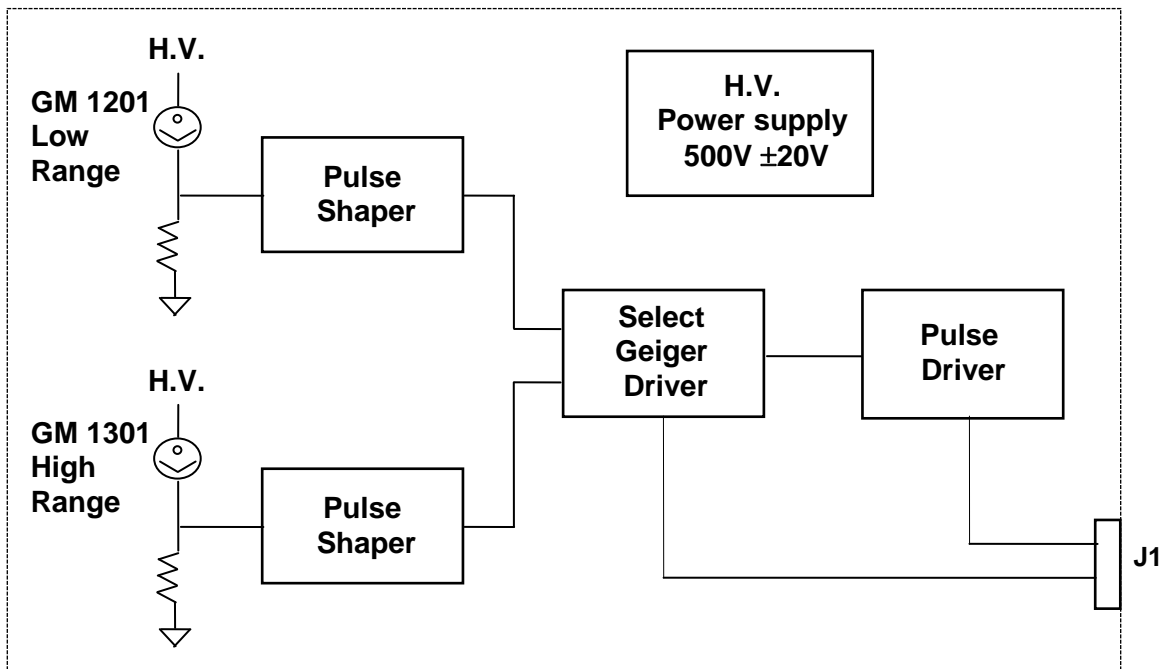 H.V.
GM 1201
Low
Range
Pulse
Shaper
H.V.
Power supply
500V ±20V
Select
Geiger
Driver
Pulse
Driver
H.V.
GM 1301
High
Range
Pulse
Shaper
J1